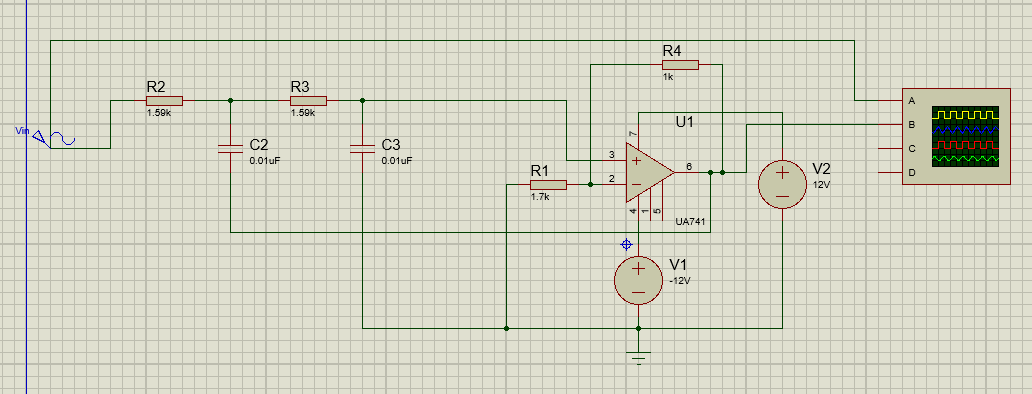 R4
1k
R2
1.59k
R3
1.59k
A
B
C
D
U1
7
Vin
C2
0.01uF
C3
0.01uF
3
2
6
R1
1.7k
V2
12V
4
1
5
UA741
V1
-12V